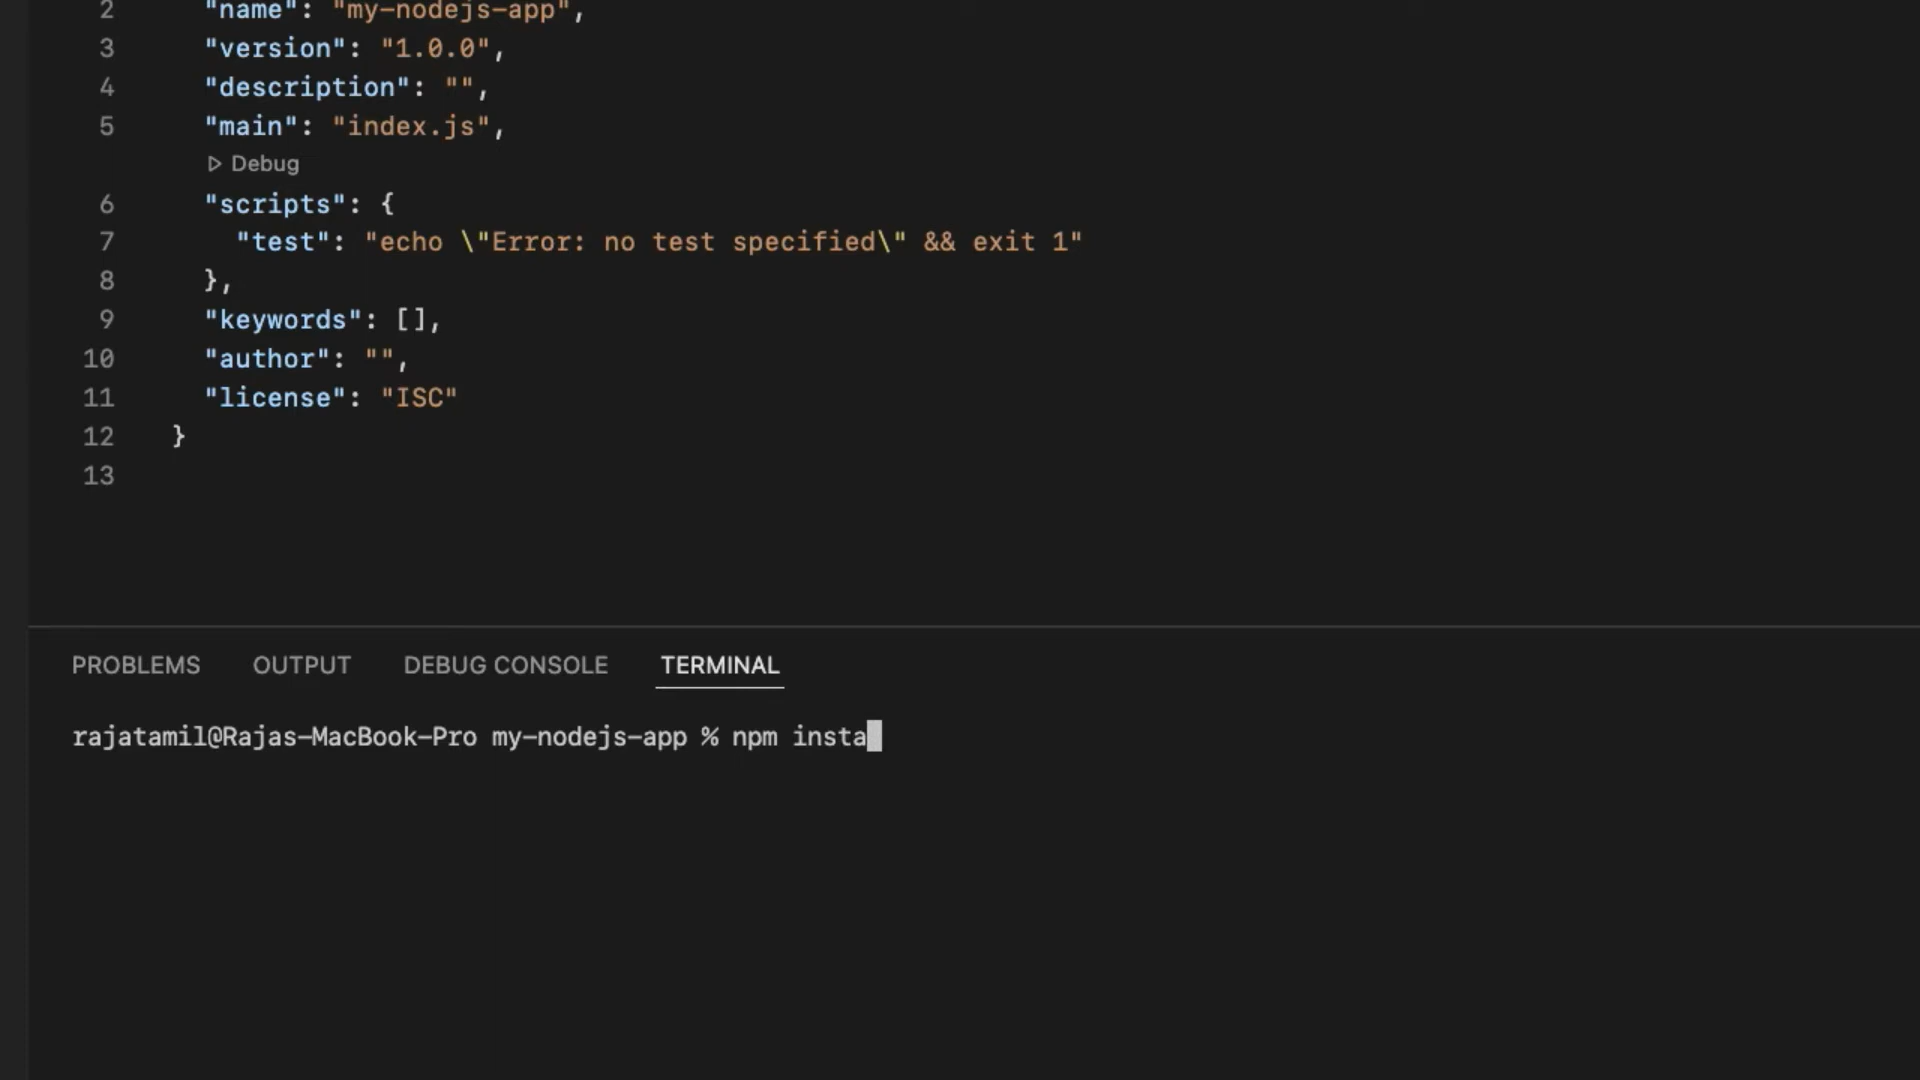 2 "name": "my-nodejs-app",
3 "version": "1.0.0",
4 "description": "",
5 "main": "index.js",
Debug
6 "scripts": {
7 "test": "echo \"Error: no test specified\" && exit 1"
8 },
9 "keywords": [],
10 "author": "",
11 "license": "ISC"
12 }
13
PROBLEMS OUTPUT DEBUG CONSOLE TERMINAL
rajatamil@Rajas-MacBook-Pro my-nodejs-app % npm insta